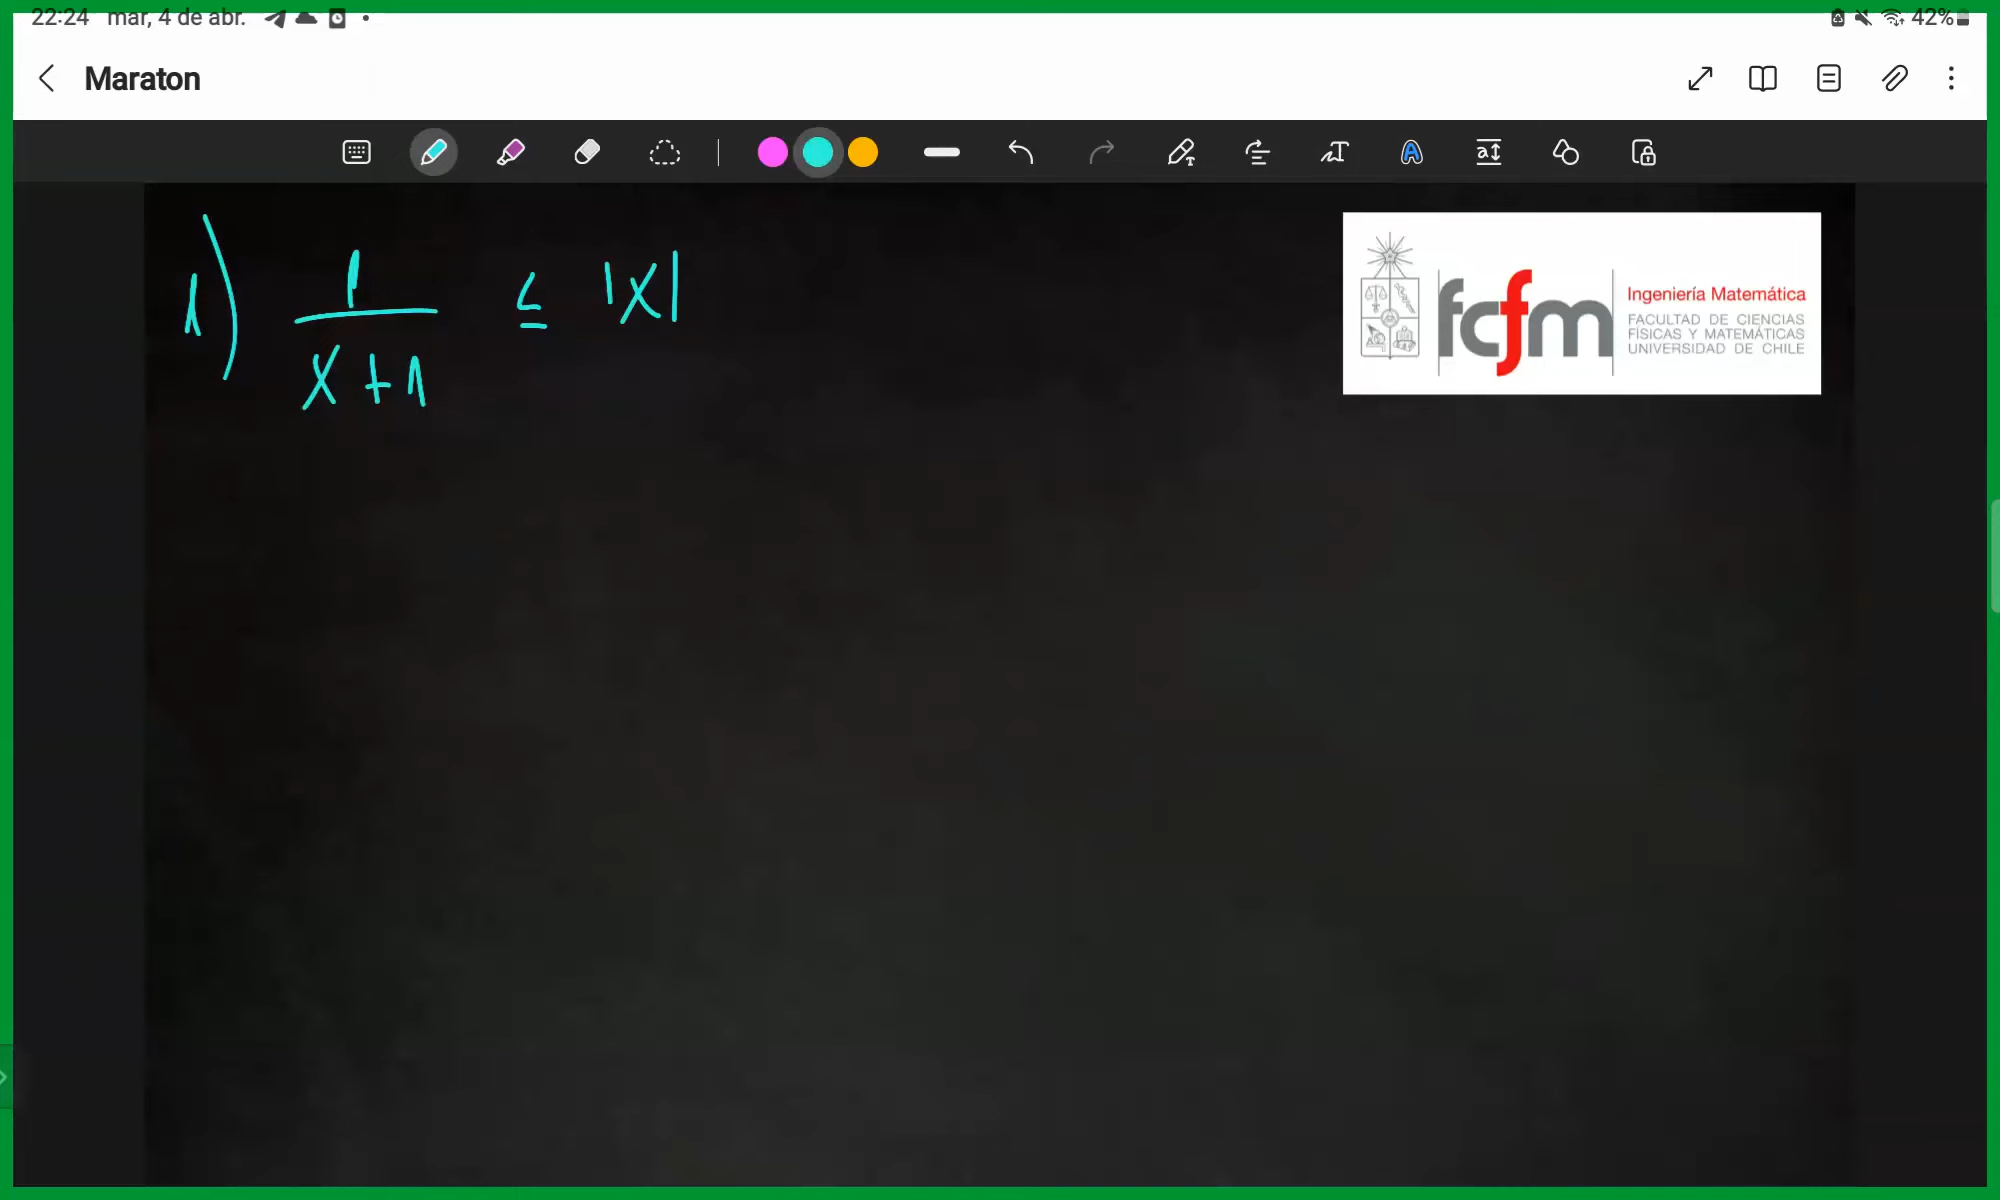 22:24 mar, 4 de abr. 42%
Maraton
1) 1 ≤ |x|
x+1
fcfm
Ingeniería Matemática
FACULTAD DE CIENCIAS
FÍSICAS Y MATEMÁTICAS
UNIVERSIDAD DE CHILE